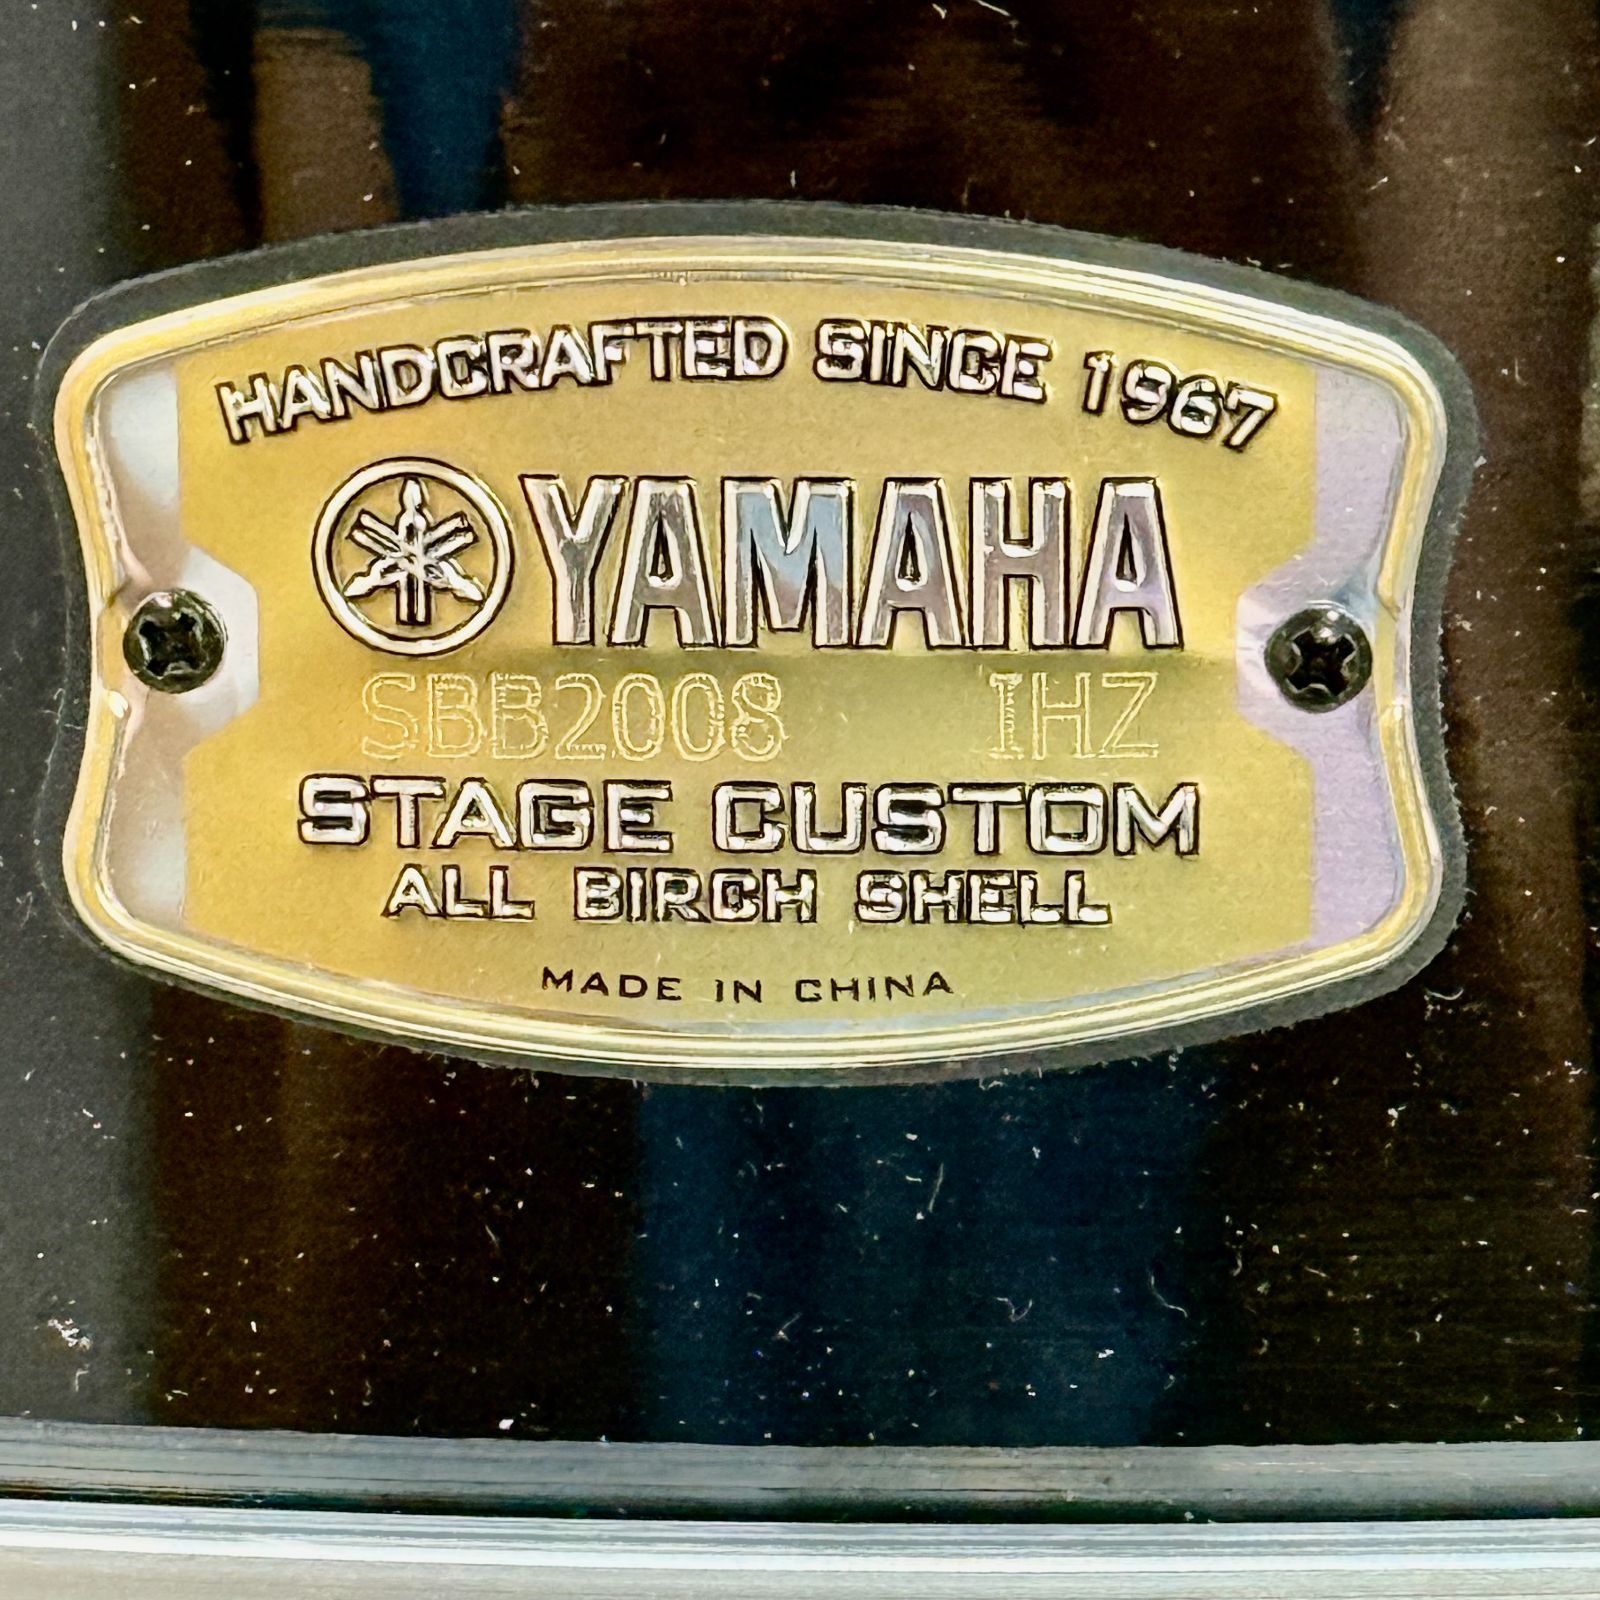 HANDCRAFTED SINCE 1967
YAMAHA
SBB2008 IHZ
STAGE CUSTOM
ALL BIRCH SHELL
MADE IN CHINA